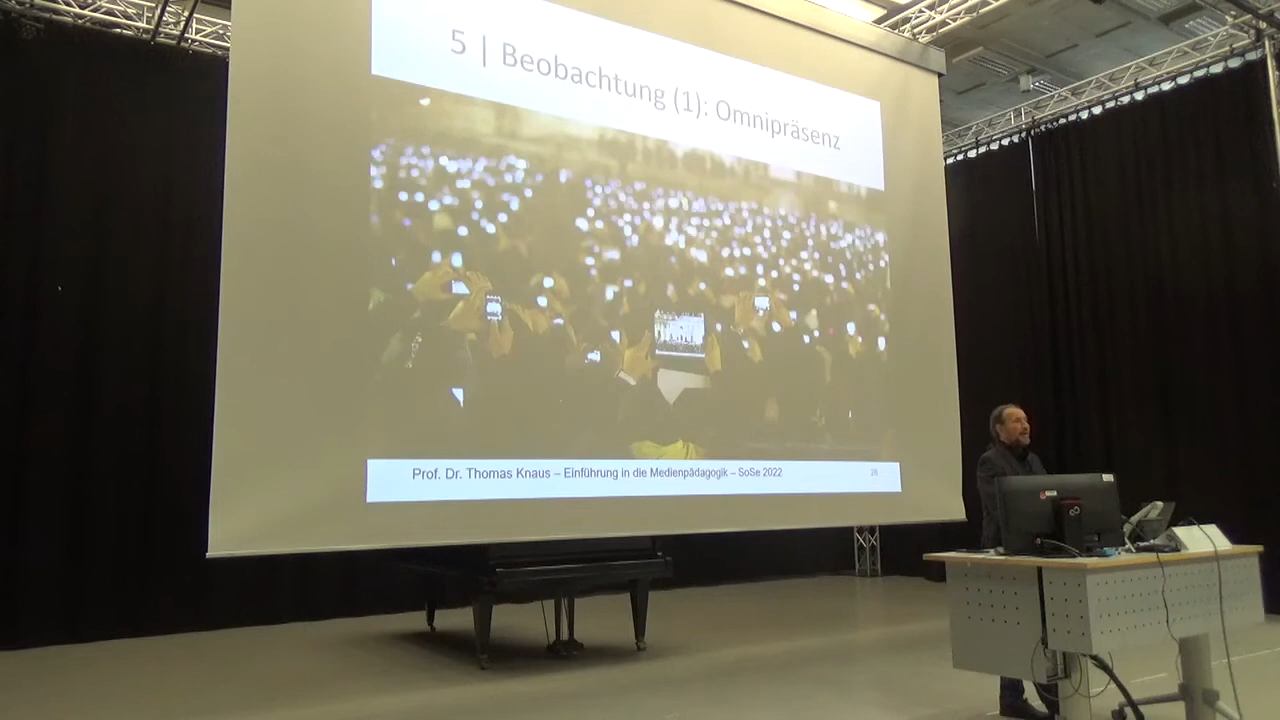 5 | Beobachtung (1): Omnipräsenz
Prof. Dr. Thomas Knaus – Einführung in die Medienpädagogik – SoSe 2022